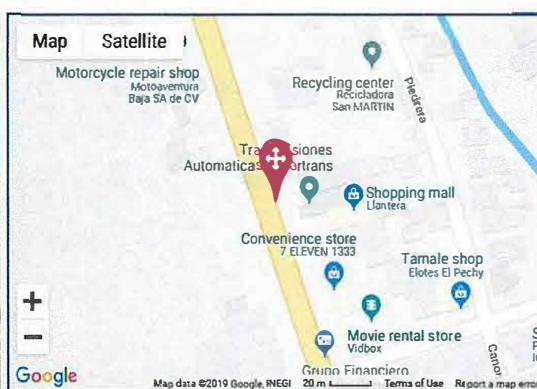 Map
Satellite
Motorcycle repair shop
Motoaventura
Baja SA de CV
Recycling center
Recicladora
San MARTIN
Piedrera
Automaticas
Shopping mall
Llantera
Convenience store
7 ELEVEN 1333
Tamale shop
Elotes El Pechy
Movie rental store
Vidbox
Grupo Financiero
+
−
Google
Map data ©2019 Google, INEGI
20 m
Terms of Use
Report a map error